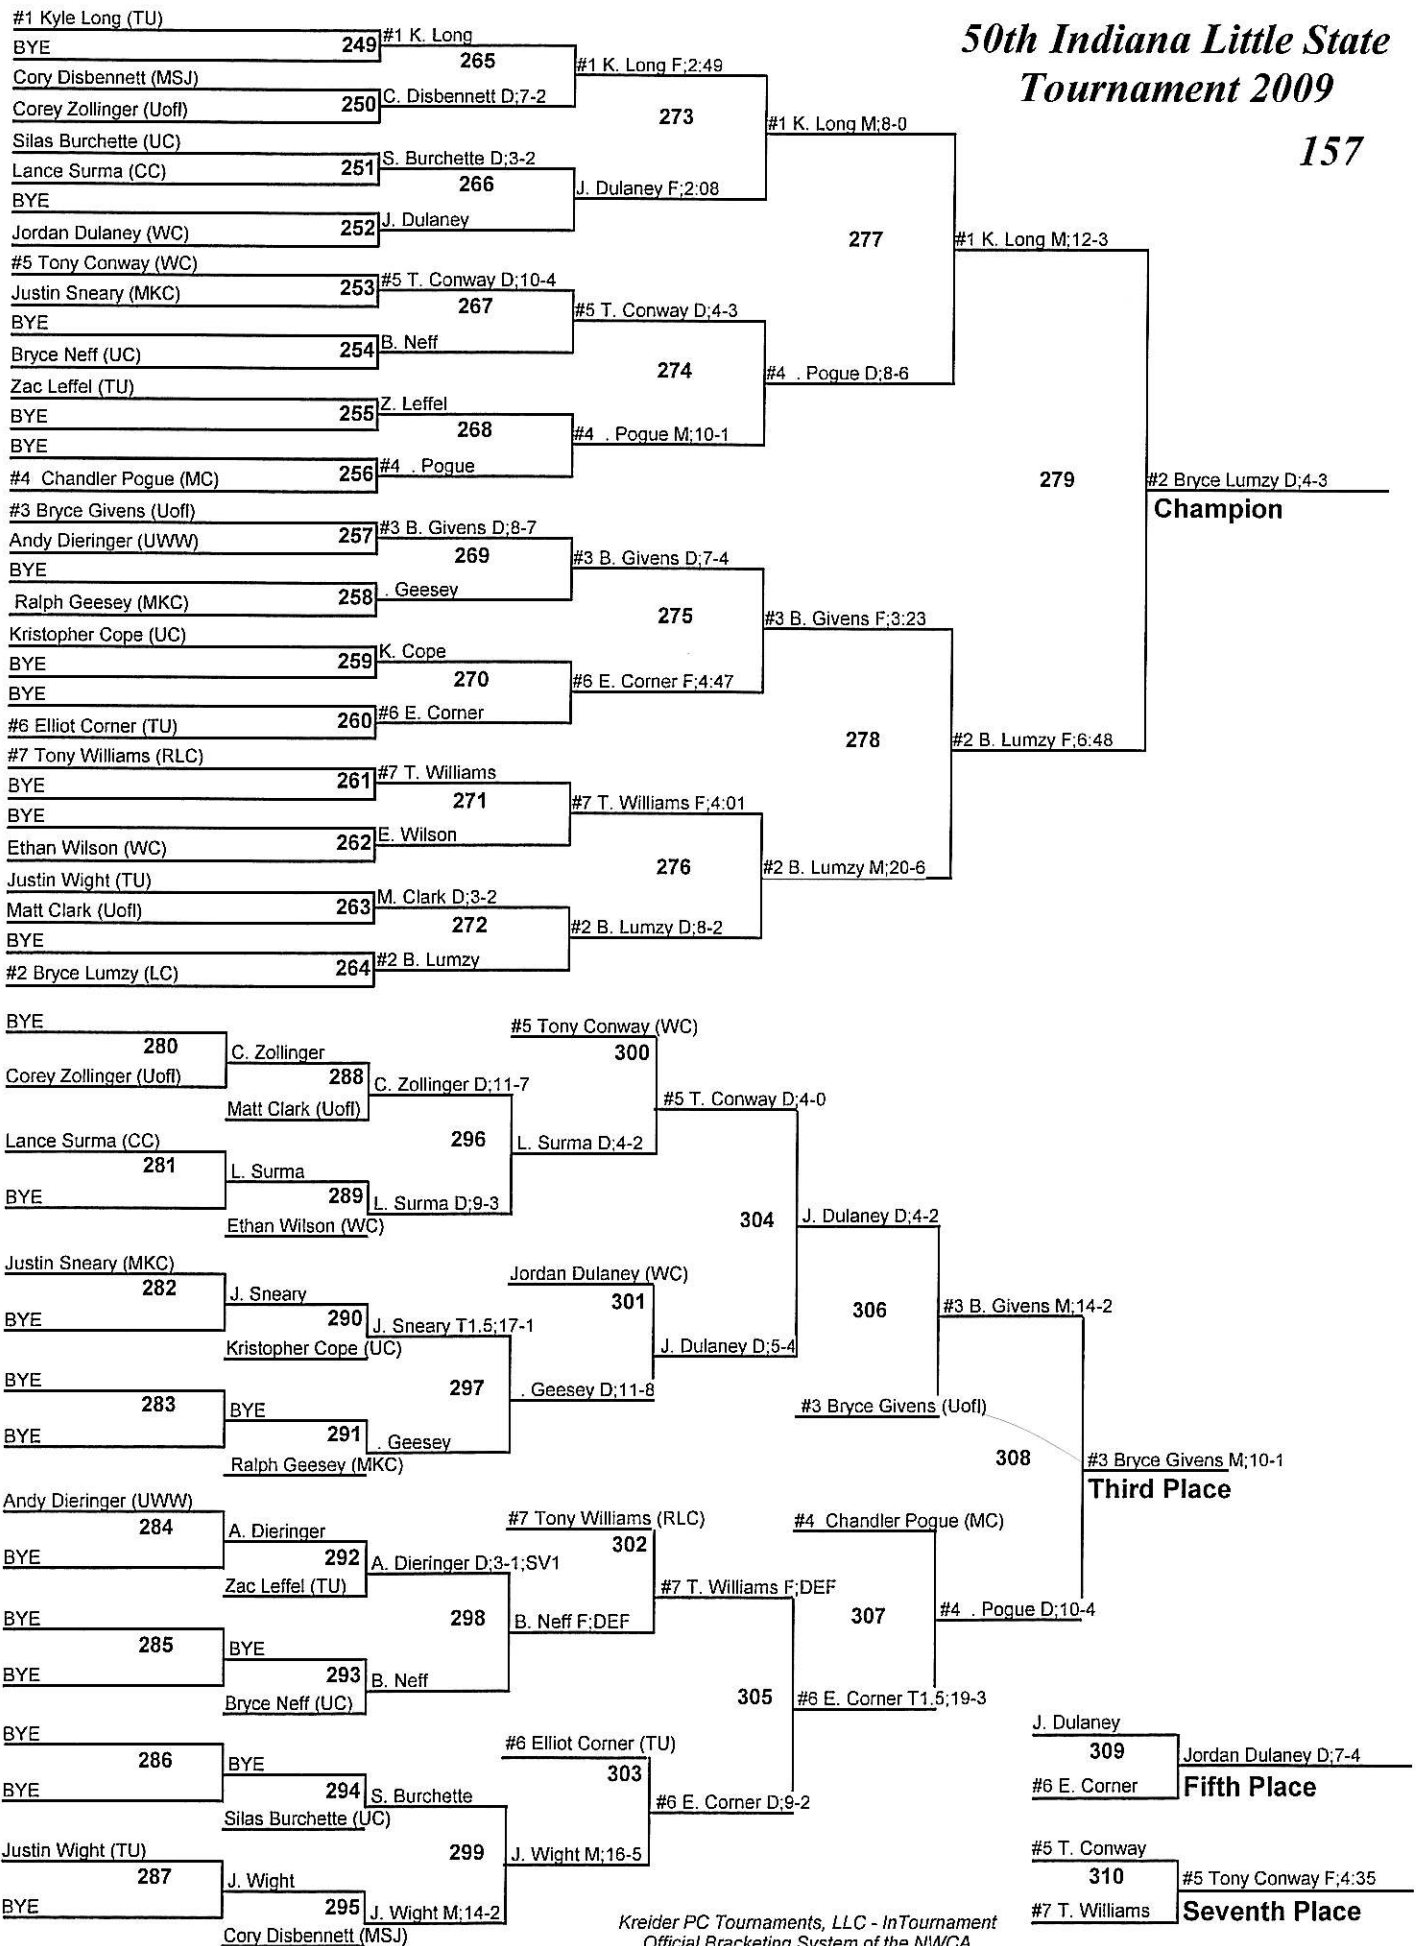 50th Indiana Little State
Tournament 2009
157
#1 Kyle Long (TU)
BYE
249
#1 K. Long
Cory Disbennett (MSJ)
Corey Zollinger (UofI)
250
C. Disbennett D;7-2
265
#1 K. Long F;2:49
Silas Burchette (UC)
Lance Surma (CC)
251
S. Burchette D;3-2
BYE
Jordan Dulaney (WC)
252
J. Dulaney
266
J. Dulaney F;2:08
273
#1 K. Long M;8-0
#5 Tony Conway (WC)
Justin Sneary (MKC)
253
#5 T. Conway D;10-4
BYE
Bryce Neff (UC)
254
B. Neff
267
#5 T. Conway D;4-3
Zac Leffel (TU)
BYE
255
Z. Leffel
BYE
#4 Chandler Pogue (MC)
256
#4 . Pogue
268
#4 . Pogue M;10-1
274
#4 . Pogue D;8-6
277
#1 K. Long M;12-3
#3 Bryce Givens (UofI)
Andy Dieringer (UWW)
257
#3 B. Givens D;8-7
BYE
Ralph Geesey (MKC)
258
. Geesey
269
#3 B. Givens D;7-4
Kristopher Cope (UC)
BYE
259
K. Cope
BYE
#6 Elliot Corner (TU)
260
#6 E. Corner
270
#6 E. Corner F;4:47
275
#3 B. Givens F;3:23
#7 Tony Williams (RLC)
BYE
261
#7 T. Williams
BYE
Ethan Wilson (WC)
262
E. Wilson
271
#7 T. Williams F;4:01
Justin Wight (TU)
Matt Clark (UofI)
263
M. Clark D;3-2
BYE
#2 Bryce Lumzy (LC)
264
#2 B. Lumzy
272
#2 B. Lumzy D;8-2
276
#2 B. Lumzy M;20-6
278
#2 B. Lumzy F;6:48
279
#2 Bryce Lumzy D;4-3
Champion
BYE
280
Corey Zollinger (UofI)
C. Zollinger
288
Matt Clark (UofI)
C. Zollinger D;11-7
Lance Surma (CC)
281
BYE
L. Surma
289
Ethan Wilson (WC)
L. Surma D;9-3
296
L. Surma D;4-2
#5 Tony Conway (WC)
300
#5 T. Conway D;4-0
Justin Sneary (MKC)
282
BYE
J. Sneary
290
Kristopher Cope (UC)
J. Sneary T1.5;17-1
BYE
283
BYE
BYE
291
Ralph Geesey (MKC)
. Geesey
297
. Geesey D;11-8
Jordan Dulaney (WC)
301
J. Dulaney D;5-4
304
J. Dulaney D;4-2
306
#3 Bryce Givens (UofI)
#3 B. Givens M;14-2
Andy Dieringer (UWW)
284
BYE
A. Dieringer
292
Zac Leffel (TU)
A. Dieringer D;3-1;SV1
BYE
285
BYE
BYE
293
Bryce Neff (UC)
B. Neff
298
B. Neff F;DEF
#7 Tony Williams (RLC)
302
#7 T. Williams F;DEF
BYE
286
BYE
BYE
294
Silas Burchette (UC)
S. Burchette
Justin Wight (TU)
287
BYE
J. Wight
295
Cory Disbennett (MSJ)
J. Wight M;14-2
299
J. Wight M;16-5
#6 Elliot Corner (TU)
303
#6 E. Corner D;9-2
305
#6 E. Corner T1.5;19-3
#4 Chandler Pogue (MC)
307
#4 . Pogue D;10-4
308
#3 Bryce Givens M;10-1
Third Place
J. Dulaney
309
#6 E. Corner
Jordan Dulaney D;7-4
Fifth Place
#5 T. Conway
310
#7 T. Williams
#5 Tony Conway F;4:35
Seventh Place
Kreider PC Tournaments, LLC - InTournament
Official Bracketing System of the NWCA